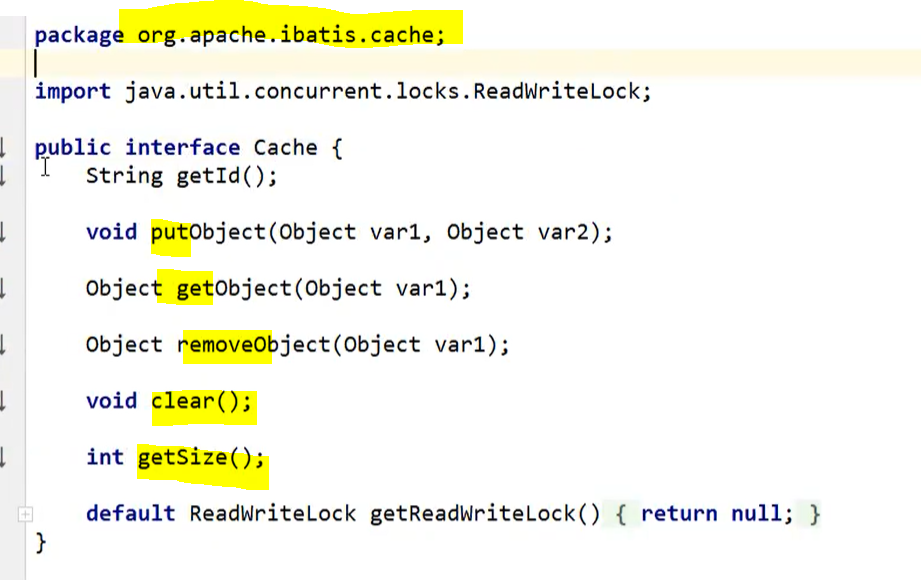 package org.apache.ibatis.cache;
import java.util.concurrent.locks.ReadWriteLock;
public interface Cache {
String getId();
void putObject(Object var1, Object var2);
Object getObject(Object var1);
Object removeObject(Object var1);
void clear();
int getSize();
default ReadWriteLock getReadWriteLock() { return null; }
}